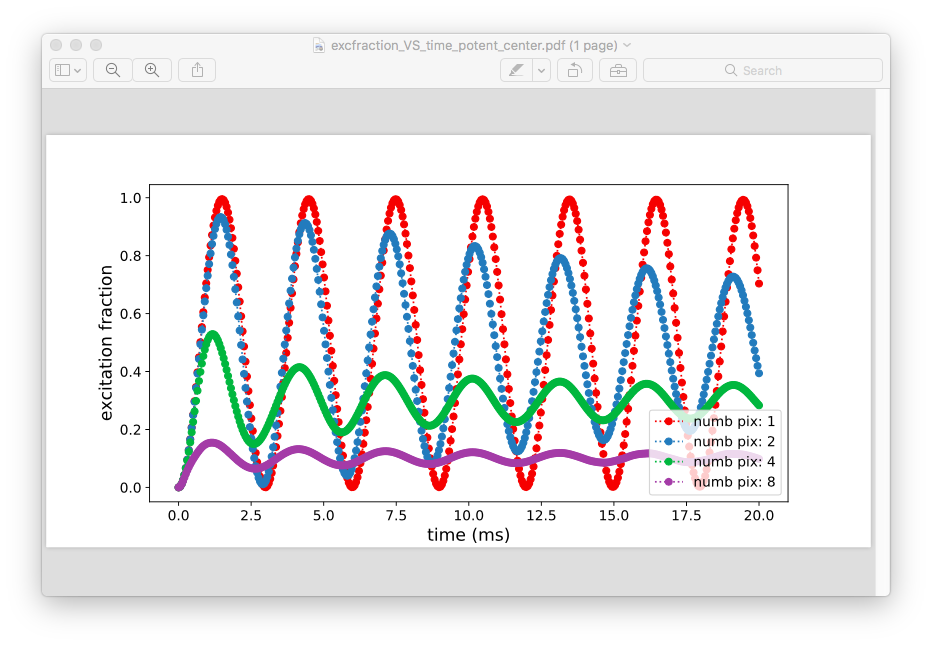 excfraction_VS_time_potent_center.pdf (1 page)
Search
1.0
0.8
0.6
0.4
0.2
0.0
excitation fraction
numb pix: 1
numb pix: 2
numb pix: 4
numb pix: 8
0.0 2.5 5.0 7.5 10.0 12.5 15.0 17.5 20.0
time (ms)